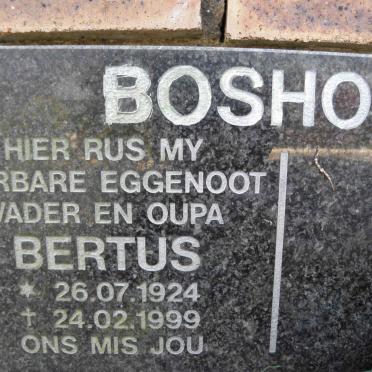 BOSHO
HIER RUS MY
RBARE EGGENOOT
VADER EN OUPA
BERTUS
* 26.07.1924
† 24.02.1999
ONS MIS JOU